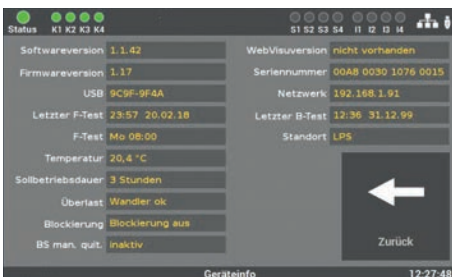 Status K1 K2 K3 K4 S1 S2 S3 S4 I1 I2 I3 I4
Softwareversion 1.1.42
Firmwareversion 1.17
USB 9C9F-9F4A
Letzter F-Test 23:57 20.02.18
F-Test Mo 08:00
Temperatur 20,4 °C
Sollbetriebsdauer 3 Stunden
Überlast Wandler ok
Blockierung Blockierung aus
BS man. quit. inaktiv
WebVisuversion nicht vorhanden
Seriennummer 00A8 0030 1076 0015
Netzwerk 192.168.1.91
Letzter B-Test 12:36 31.12.99
Standort LPS
Zurück
Geräteinfo 12:27:48